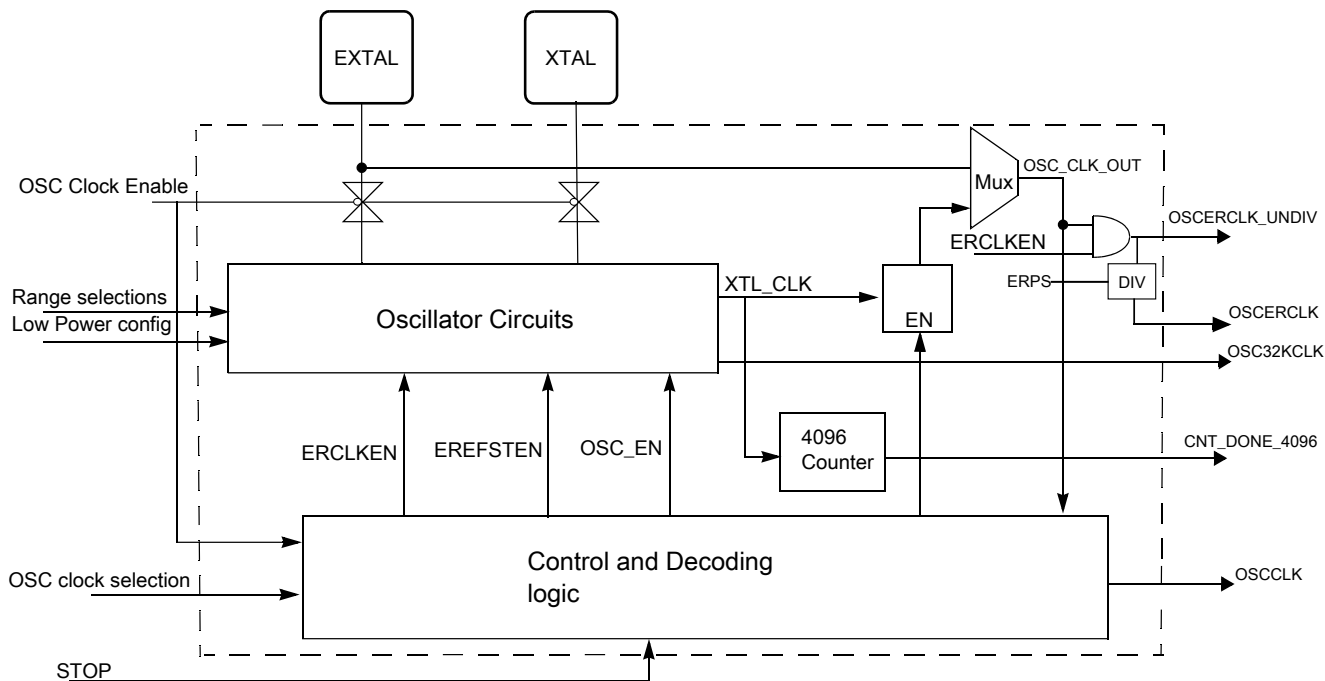 EXTAL
XTAL
OSC Clock Enable
Mux
OSC_CLK_OUT
OSCERCLK_UNDIV
ERCLKEN
ERPS
DIV
Range selections
Low Power config
Oscillator Circuits
XTL_CLK
EN
OSCERCLK
OSC32KCLK
ERCLKEN
EREFSTEN
OSC_EN
4096
Counter
CNT_DONE_4096
Control and Decoding
logic
OSC clock selection
OSCCLK
STOP